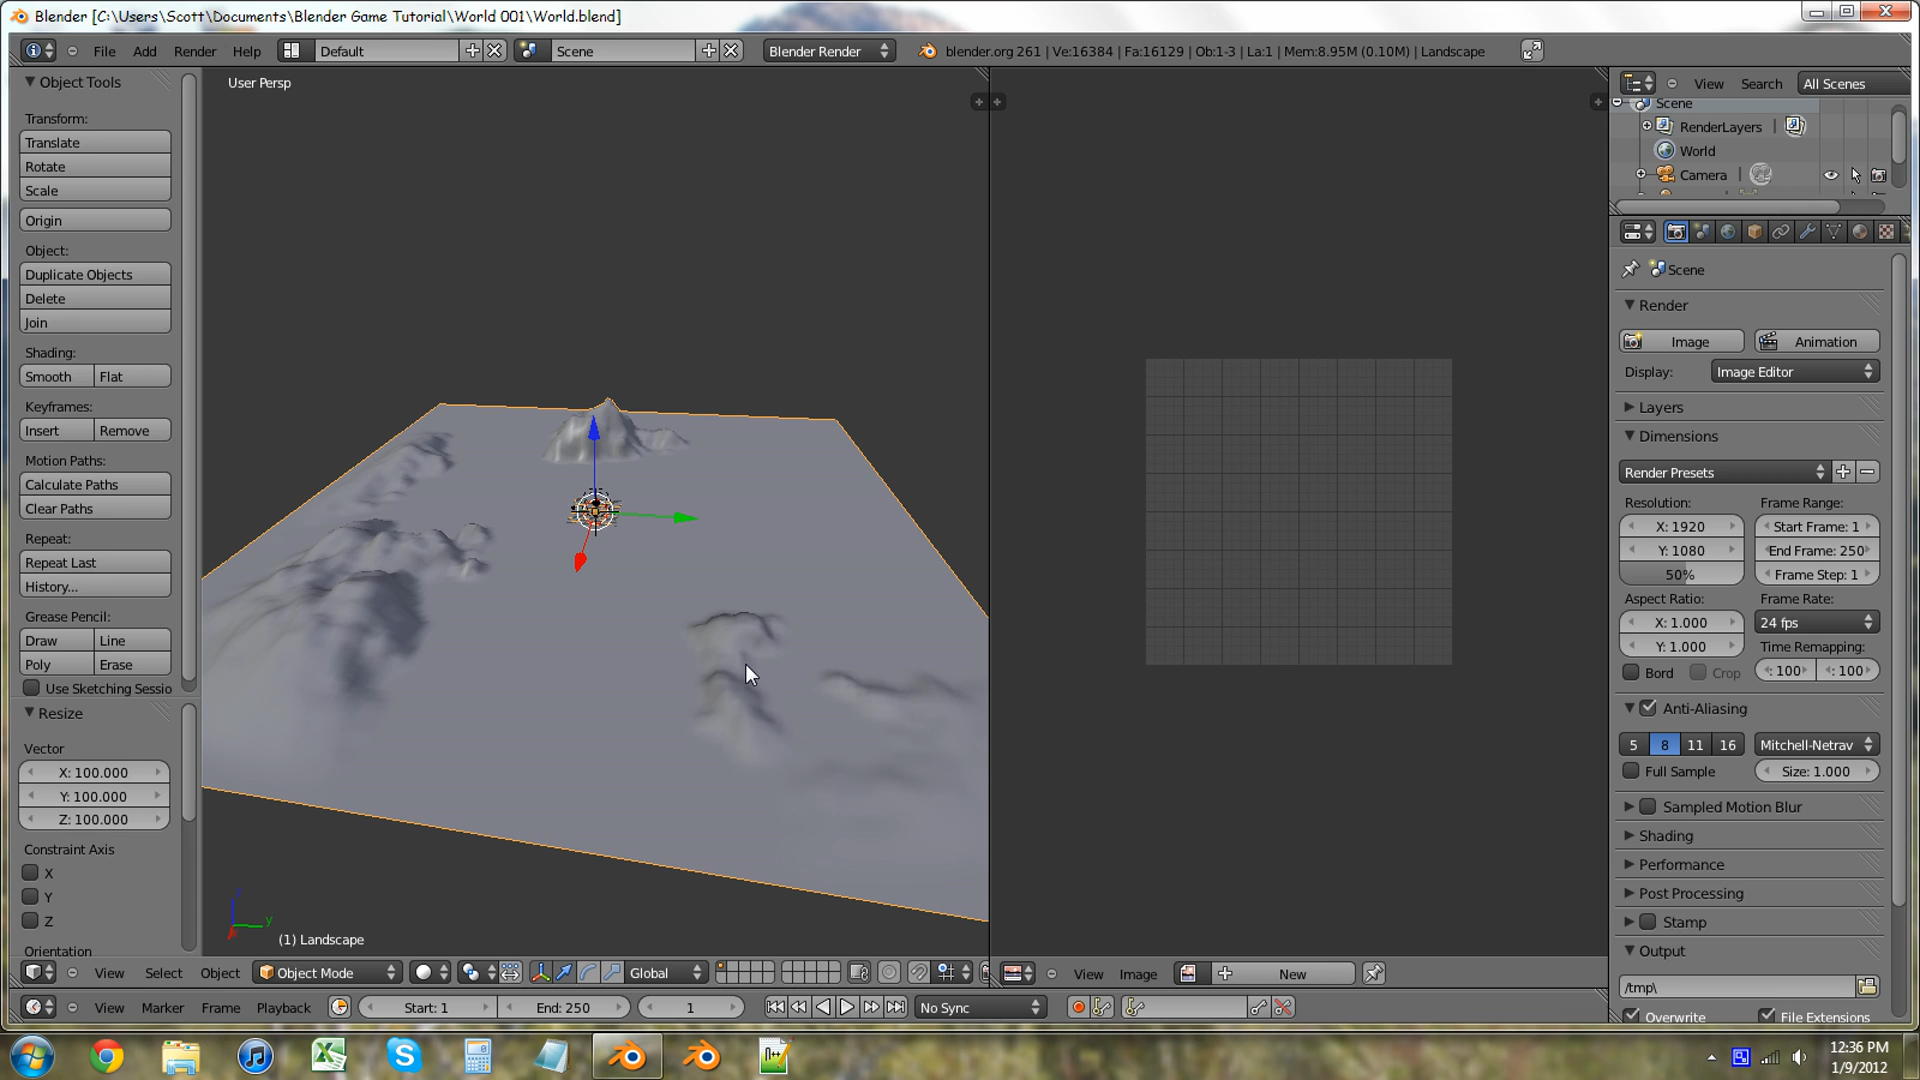 Blender [C:\Users\Scott\Documents\Blender Game Tutorial\World 001\World.blend]
File Add Render Help Default Scene Blender Render blender.org 261 | Ve:16384 | Fa:16129 | Ob:1-3 | La:1 | Mem:8.95M (0.10M) | Landscape
Object Tools
Transform:
Translate
Rotate
Scale
Origin
Object:
Duplicate Objects
Delete
Join
Shading:
Smooth Flat
Keyframes:
Insert Remove
Motion Paths:
Calculate Paths
Clear Paths
Repeat:
Repeat Last
History...
Grease Pencil:
Draw Line
Poly Erase
Use Sketching Sessio
Resize
Vector
X: 100.000
Y: 100.000
Z: 100.000
Constraint Axis
X
Y
Z
Orientation
User Persp
y
(1) Landscape
View Select Object Object Mode Global
View Image New
View Search All Scenes
Scene
RenderLayers
World
Camera
Scene
Render
Image Animation
Display: Image Editor
Layers
Dimensions
Render Presets
Resolution: Frame Range:
X: 1920 Start Frame: 1
Y: 1080 End Frame: 250
50% Frame Step: 1
Aspect Ratio: Frame Rate:
X: 1.000 24 fps
Y: 1.000 Time Remapping:
Bord Crop : 100 : 100
Anti-Aliasing
5 8 11 16 Mitchell-Netrav
Full Sample Size: 1.000
Sampled Motion Blur
Shading
Performance
Post Processing
Stamp
Output
/tmp\
Overwrite File Extensions
View Marker Frame Playback Start: 1 End: 250 1 No Sync
12:36 PM
1/9/2012